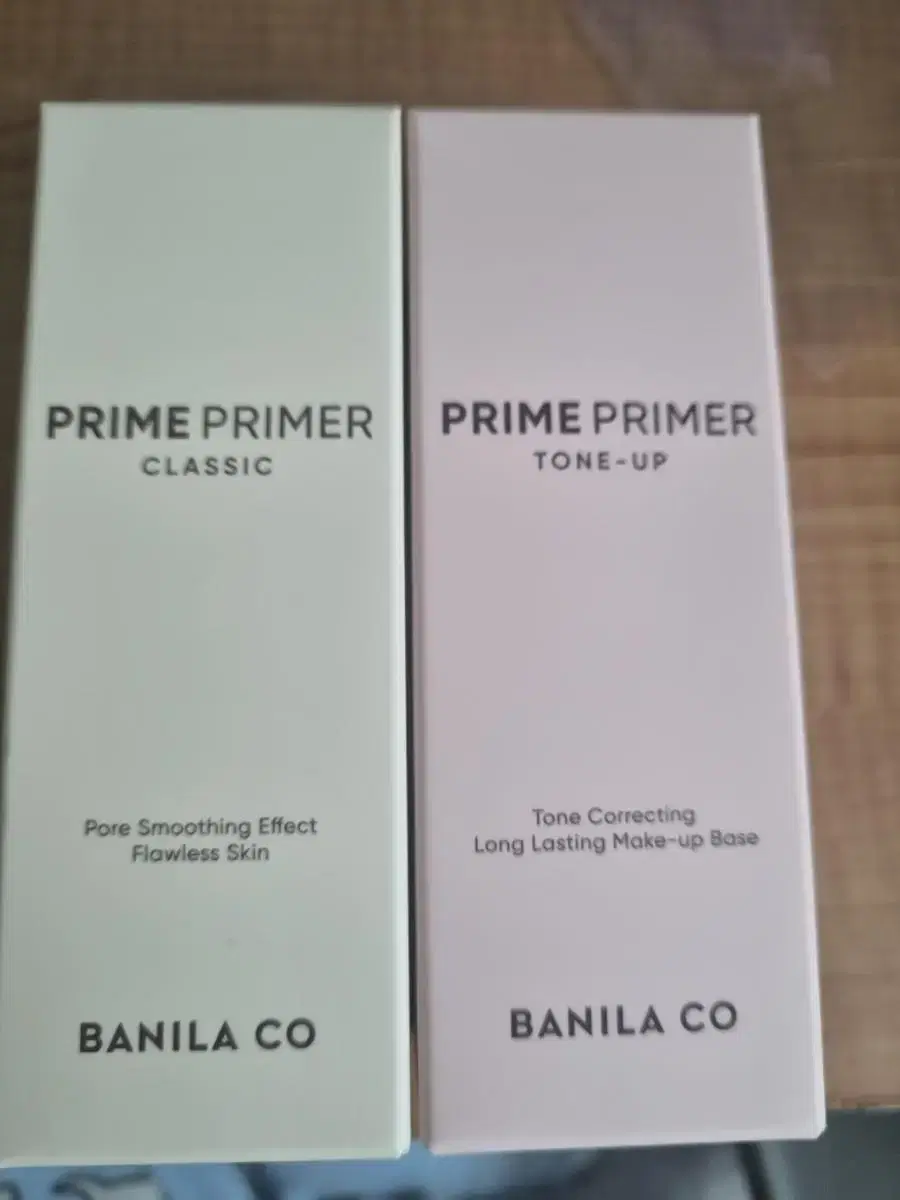 PRIME PRIMER
CLASSIC
Pore Smoothing Effect
Flawless Skin
BANILA CO
PRIME PRIMER
TONE-UP
Tone Correcting
Long Lasting Make-up Base
BANILA CO